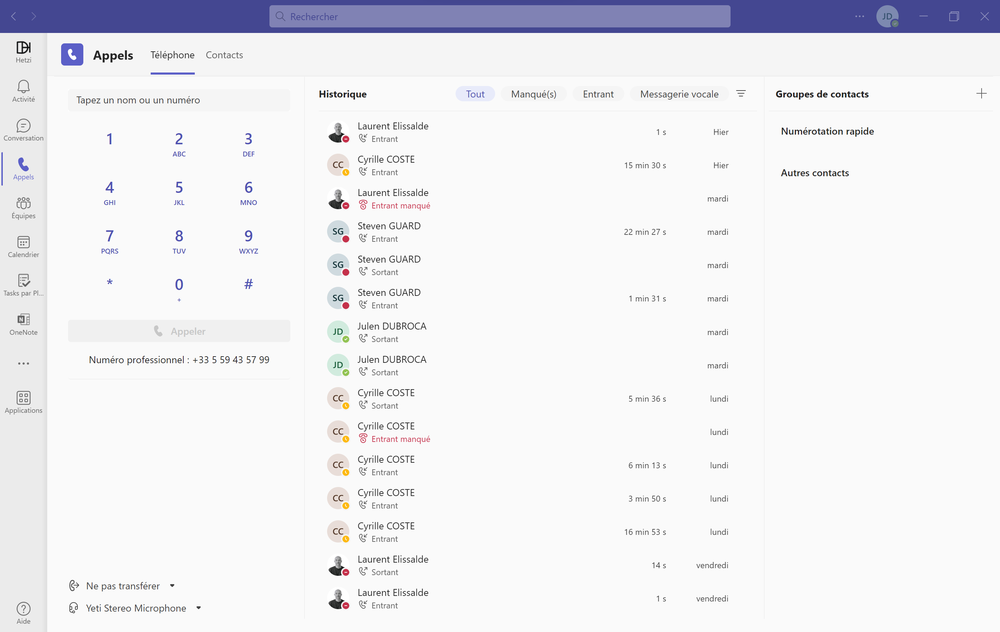 Rechercher
JD
Hetzi
Activité
Conversation
Appels
Équipes
Calendrier
Tasks par Pl...
OneNote
Applications
Aide
Appels
Téléphone
Contacts
Tapez un nom ou un numéro
1
2
ABC
3
DEF
4
GHI
5
JKL
6
MNO
7
PQRS
8
TUV
9
WXYZ
*
0
+
#
Appeler
Numéro professionnel : +33 5 59 43 57 99
Ne pas transférer
Yeti Stereo Microphone
Historique
Tout
Manqué(s)
Entrant
Messagerie vocale
Laurent Elissalde
Entrant
1 s
Hier
CC
Cyrille COSTE
Entrant
15 min 30 s
Hier
Laurent Elissalde
Entrant manqué
mardi
SG
Steven GUARD
Entrant
22 min 27 s
mardi
SG
Steven GUARD
Sortant
mardi
SG
Steven GUARD
Entrant
1 min 31 s
mardi
JD
Julen DUBROCA
Sortant
mardi
JD
Julen DUBROCA
Sortant
mardi
CC
Cyrille COSTE
Sortant
5 min 36 s
lundi
CC
Cyrille COSTE
Entrant manqué
lundi
CC
Cyrille COSTE
Entrant
6 min 13 s
lundi
CC
Cyrille COSTE
Entrant
3 min 50 s
lundi
CC
Cyrille COSTE
Entrant
16 min 53 s
lundi
Laurent Elissalde
Sortant
14 s
vendredi
Laurent Elissalde
Entrant
1 s
vendredi
Groupes de contacts
Numérotation rapide
Autres contacts